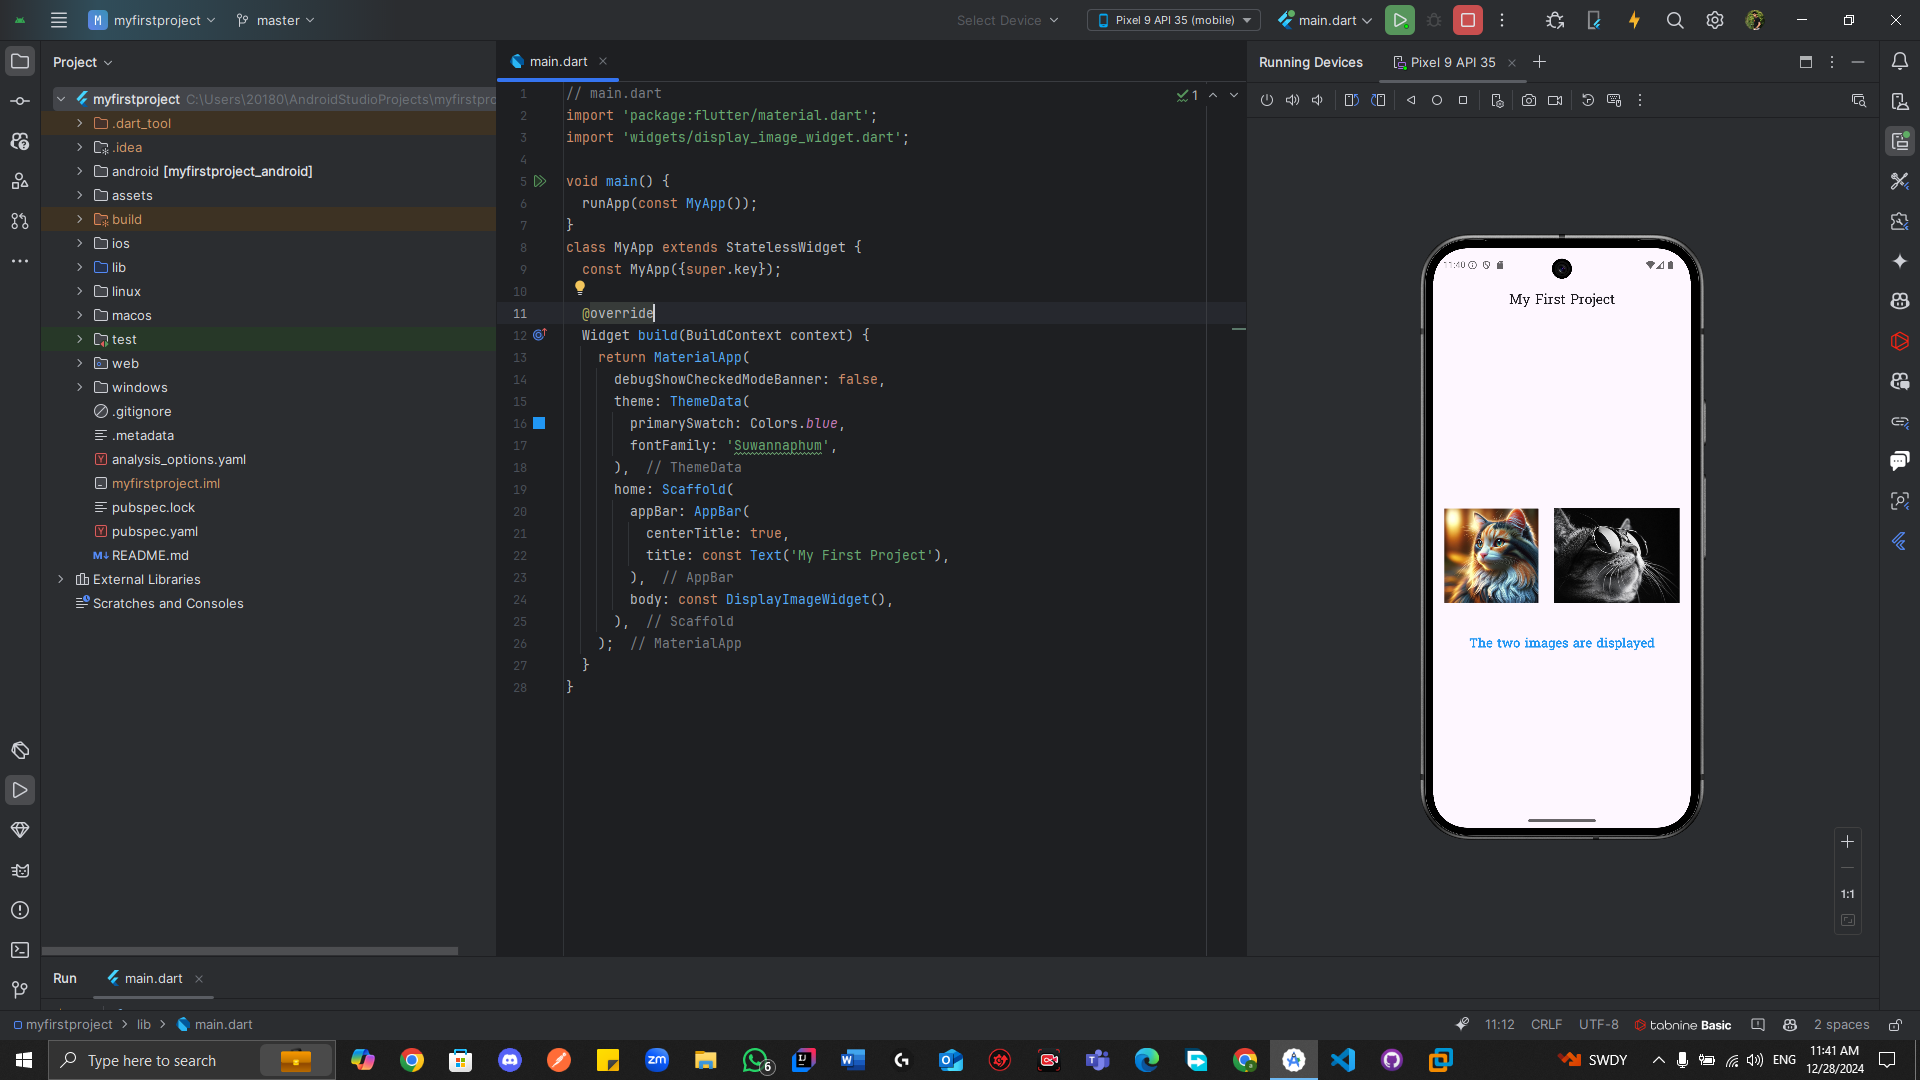 myfirstproject
master
Select Device
Pixel 9 API 35 (mobile)
main.dart
Project
myfirstproject C:\Users\20180\AndroidStudioProjects\myfirstpro
.dart_tool
.idea
android [myfirstproject_android]
assets
build
ios
lib
linux
macos
test
web
windows
.gitignore
.metadata
analysis_options.yaml
myfirstproject.iml
pubspec.lock
pubspec.yaml
README.md
External Libraries
Scratches and Consoles
main.dart
1
1 // main.dart
2 import 'package:flutter/material.dart';
3 import 'widgets/display_image_widget.dart';
4
5 void main() {
6 runApp(const MyApp());
7 }
8 class MyApp extends StatelessWidget {
9 const MyApp({super.key});
10
11 @override
12 Widget build(BuildContext context) {
13 return MaterialApp(
14 debugShowCheckedModeBanner: false,
15 theme: ThemeData(
16 primarySwatch: Colors.blue,
17 fontFamily: 'Suwannaphum',
18 ), // ThemeData
19 home: Scaffold(
20 appBar: AppBar(
21 centerTitle: true,
22 title: const Text('My First Project'),
23 ), // AppBar
24 body: const DisplayImageWidget(),
25 ), // Scaffold
26 ); // MaterialApp
27 }
28 }
Running Devices
Pixel 9 API 35
11:40
My First Project
The two images are displayed
1:1
Run
main.dart
myfirstproject > lib > main.dart
11:12
CRLF
UTF-8
tabnine Basic
2 spaces
Type here to search
zm
6
SWDY
ENG
11:41 AM
12/28/2024